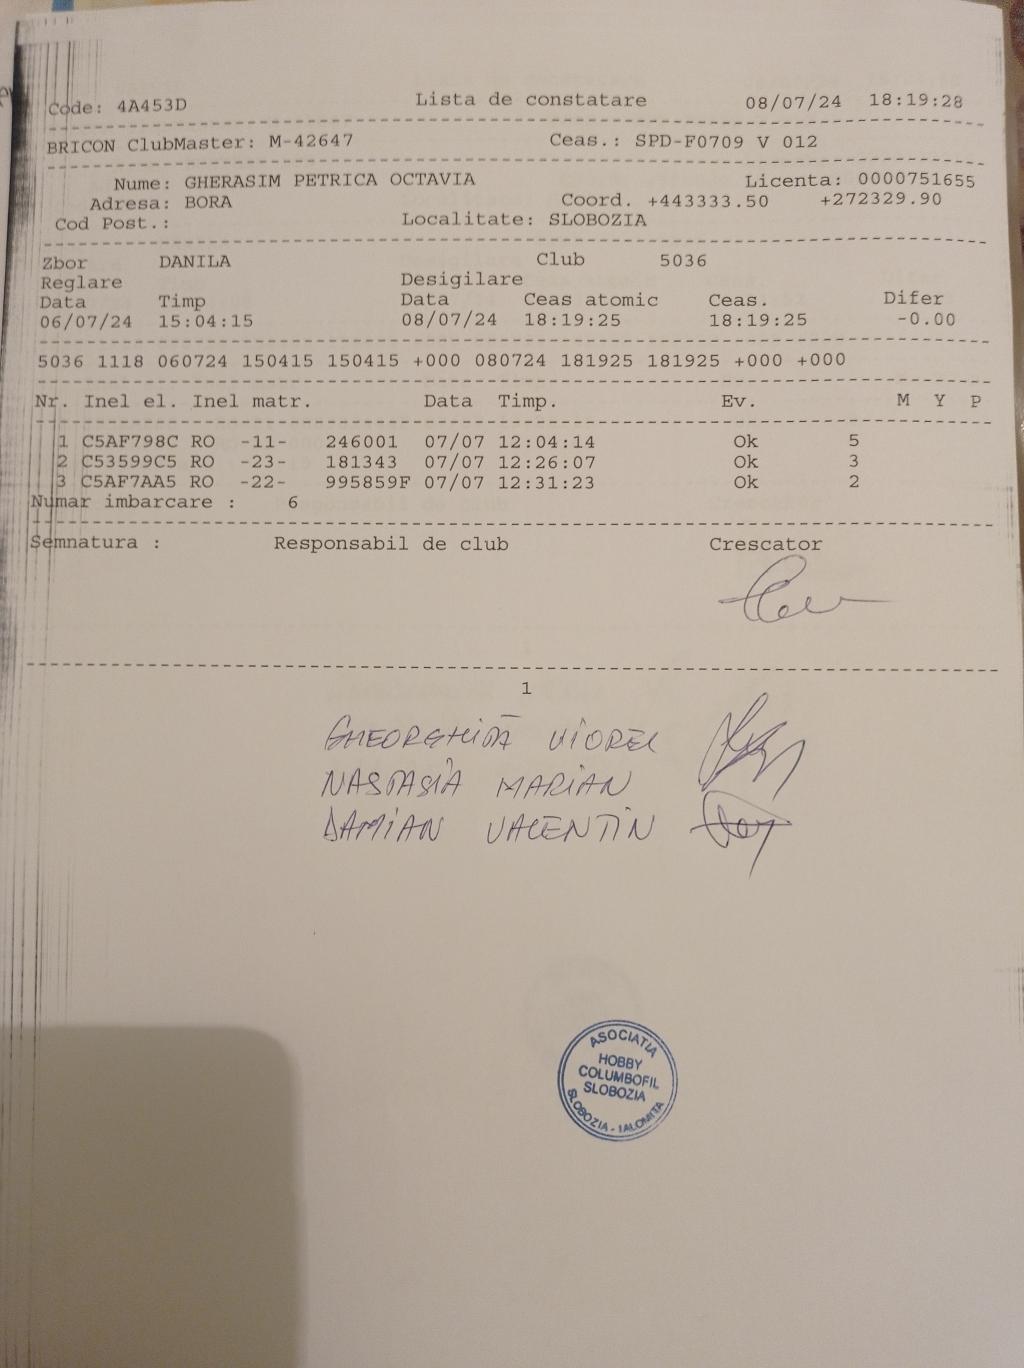 Code: 4A453D Lista de constatare 08/07/24 18:19:28
BRICON ClubMaster: M-42647 Ceas.: SPD-F0709 V 012
Nume: GHERASIM PETRICA OCTAVIA Licenta: 0000751655
Adresa: BORA Coord. +443333.50 +272329.90
Cod Post.: Localitate: SLOBOZIA
Zbor DANILA Club 5036
Reglare Desigilare
Data Timp Data Ceas atomic Ceas. Difer
06/07/24 15:04:15 08/07/24 18:19:25 18:19:25 -0.00
5036 1118 060724 150415 150415 +000 080724 181925 181925 +000 +000
Nr. Inel el. Inel matr. Data Timp. Ev. M Y P
1 C5AF798C RO -11- 246001 07/07 12:04:14 Ok 5
2 C53599C5 RO -23- 181343 07/07 12:26:07 Ok 3
3 C5AF7AA5 RO -22- 995859F 07/07 12:31:23 Ok 2
Numar imbarcare : 6
Semnatura : Responsabil de club Crescator
1
GHEORGHIȚĂ VIOREL
NASTASIA MARIAN
DAMIAN VALENTIN
ASOCIATIA
HOBBY
COLUMBOFIL
SLOBOZIA
SLOBOZIA - IALOMITA